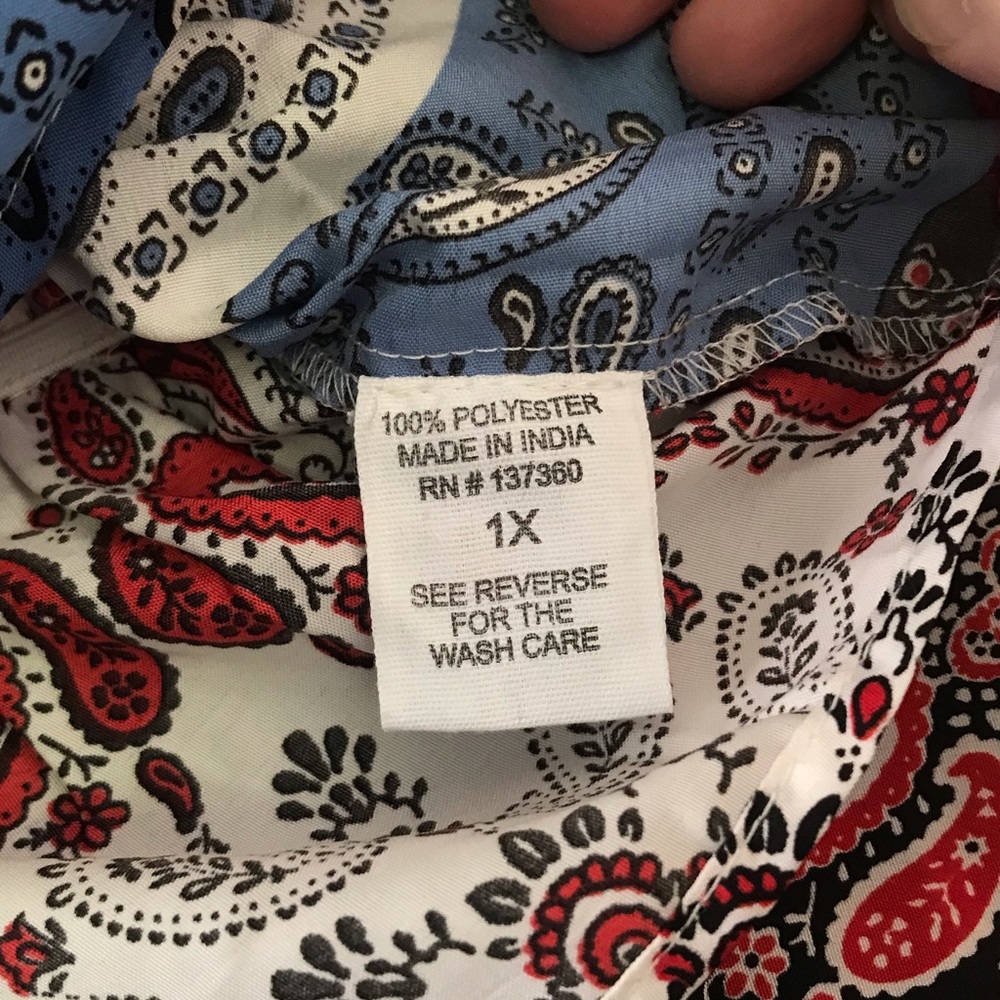 100% POLYESTER
MADE IN INDIA
RN # 137360
1X
SEE REVERSE
FOR THE
WASH CARE